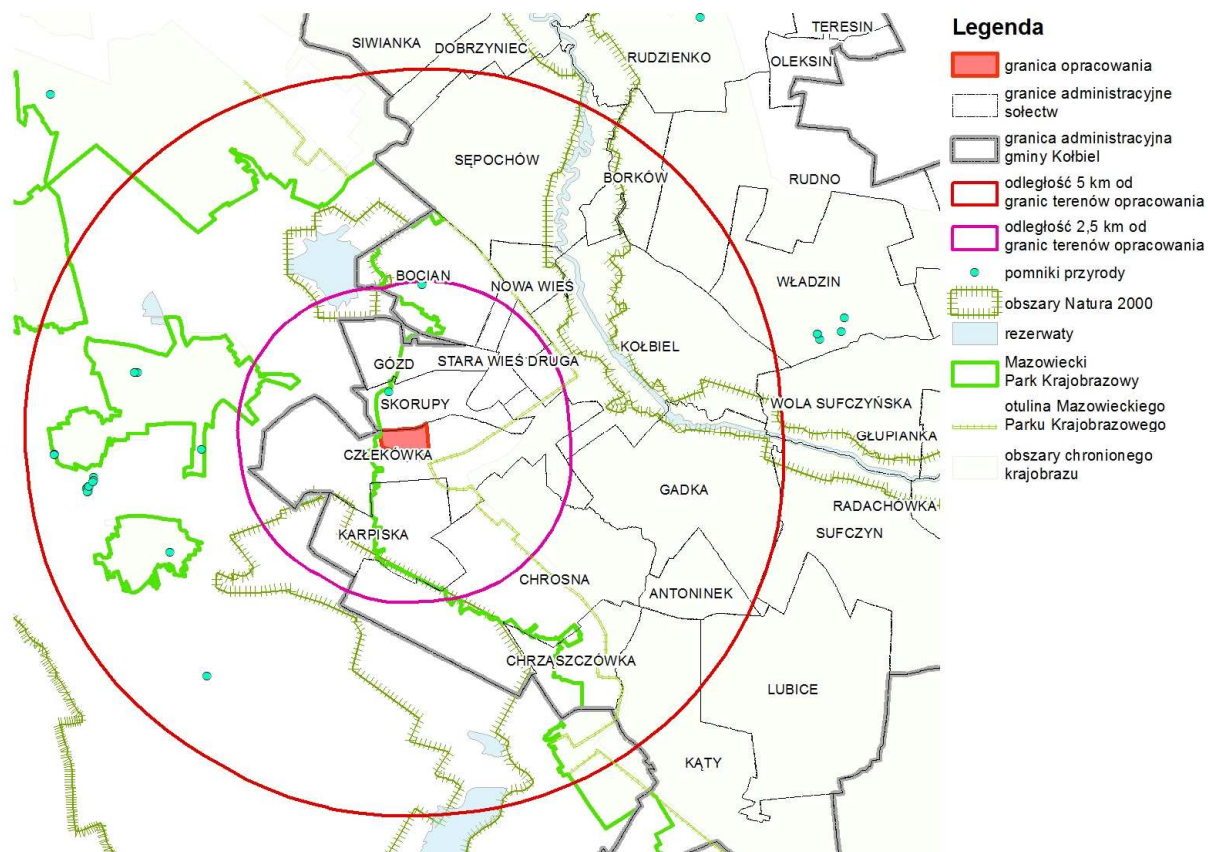 SIWIANKA
DOBRZYNIEC
RUDZIENKO
TERESIN
OLEKSIN
SĘPOCHÓW
BORKÓW
RUDNO
BOCIAN
NOWA WIEŚ
WŁADZIN
GÓZD
STARA WIEŚ DRUGA
KOŁBIEL
SKORUPY
WOLA SUFCZYŃSKA
GŁUPIANKA
CZŁEKÓWKA
GADKA
RADACHÓWKA
SUFCZYN
KARPISKA
CHROSNA
ANTONINEK
CHRZĄSZCZÓWKA
LUBICE
KĄTY
Legenda
granica opracowania
granice administracyjne
sołectw
granica administracyjna
gminy Kołbiel
odległość 5 km od
granic terenów opracowania
odległość 2,5 km od
granic terenów opracowania
pomniki przyrody
obszary Natura 2000
rezerwaty
Mazowiecki
Park Krajobrazowy
otulina Mazowieckiego
Parku Krajobrazowego
obszary chronionego
krajobrazu